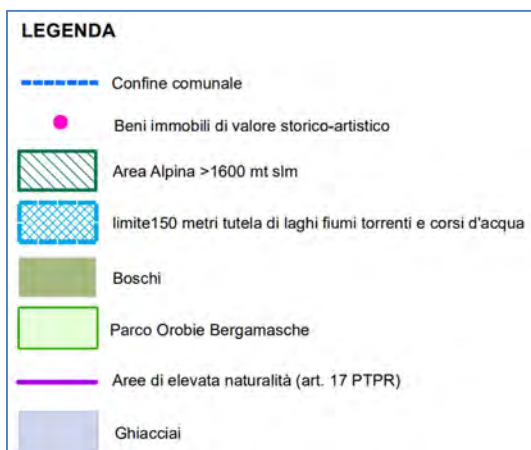 LEGENDA
Confine comunale
Beni immobili di valore storico-artistico
Area Alpina >1600 mt slm
limite150 metri tutela di laghi fiumi torrenti e corsi d'acqua
Boschi
Parco Orobie Bergamasche
Aree di elevata naturalità (art. 17 PTPR)
Ghiacciai